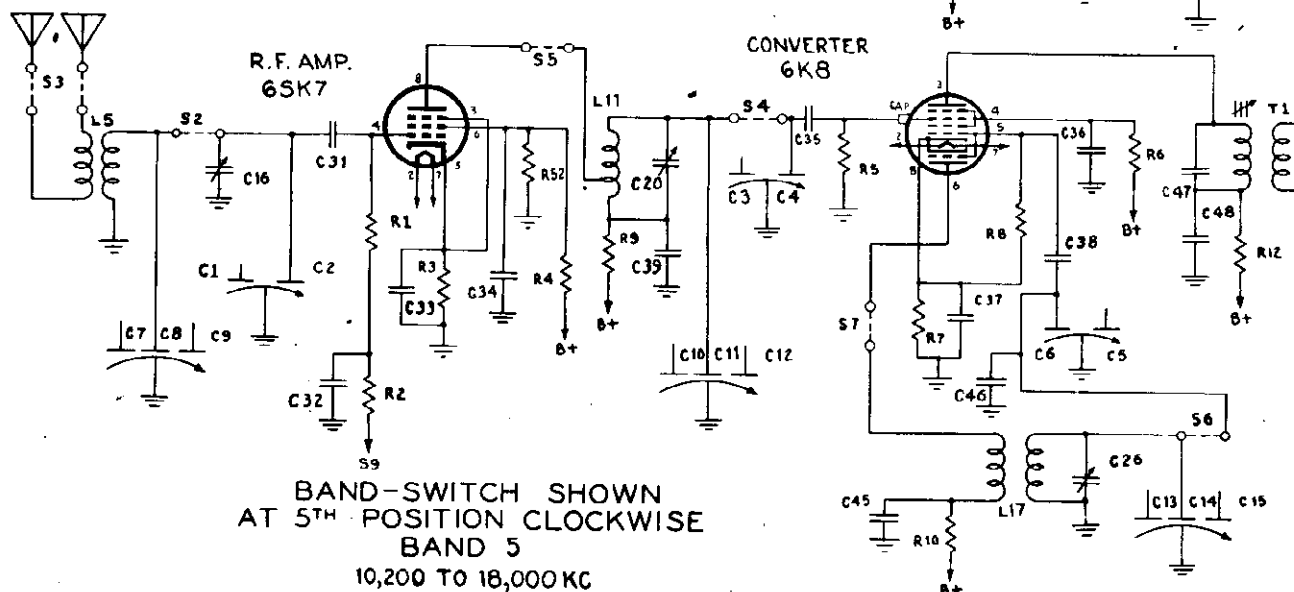 B+
R.F. AMP.
6SK7
CONVERTER
6K8
S3
L5
S2
C16
C31
C1
C2
C7 C8 C9
C32
R1
R2
S9
8
4
3
6
5
2
7
R3
C33
C34
R52
R4
B+
S5
L11
C20
R9
C39
B+
S4
C3 C4
C35
C10 C11 C12
R5
CAP
3
4
5
2
7
8
6
C36
R6
B+
R8
C38
C37
R7
S7
C6 C5
C46
S6
T1
C47
C48
R12
B+
C45
R10
B+
L17
C26
C13 C14 C15
BAND-SWITCH SHOWN
AT 5TH POSITION CLOCKWISE
BAND 5
10,200 TO 18,000 KC